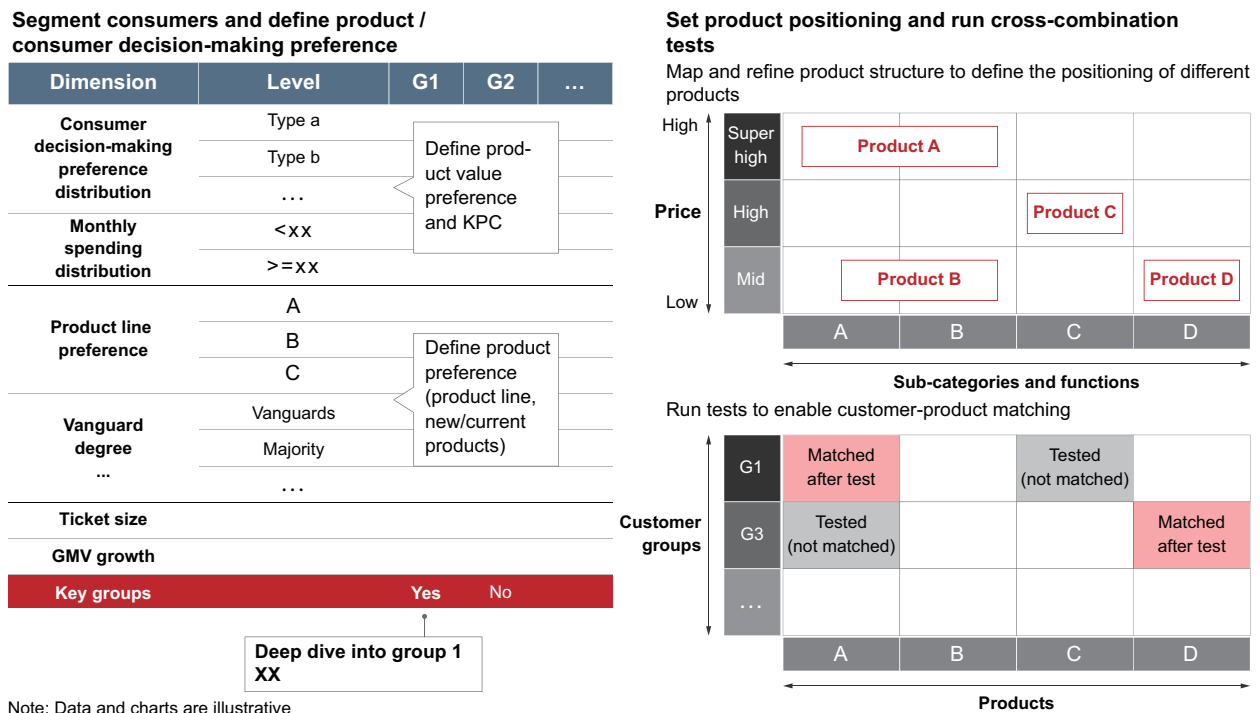 Segment consumers and define product /
consumer decision-making preference
Dimension Level G1 G2 ...
Consumer
decision-making
preference
distribution
Type a
Type b
...
Monthly
spending
distribution
<xx
>=xx
Define prod-
uct value
preference
and KPC
Product line
preference
A
B
C
Vanguard
degree
...
Vanguards
Majority
...
Define product
preference
(product line,
new/current
products)
Ticket size
GMV growth
Key groups Yes No
Deep dive into group 1
XX
Note: Data and charts are illustrative
Set product positioning and run cross-combination
tests
Map and refine product structure to define the positioning of different
products
High
Price
Low
Super
high
High
Mid
Product A
Product C
Product B
Product D
A B C D
Sub-categories and functions
Run tests to enable customer-product matching
Customer
groups
G1
G3
...
Matched
after test
Tested
(not matched)
Tested
(not matched)
Matched
after test
A B C D
Products